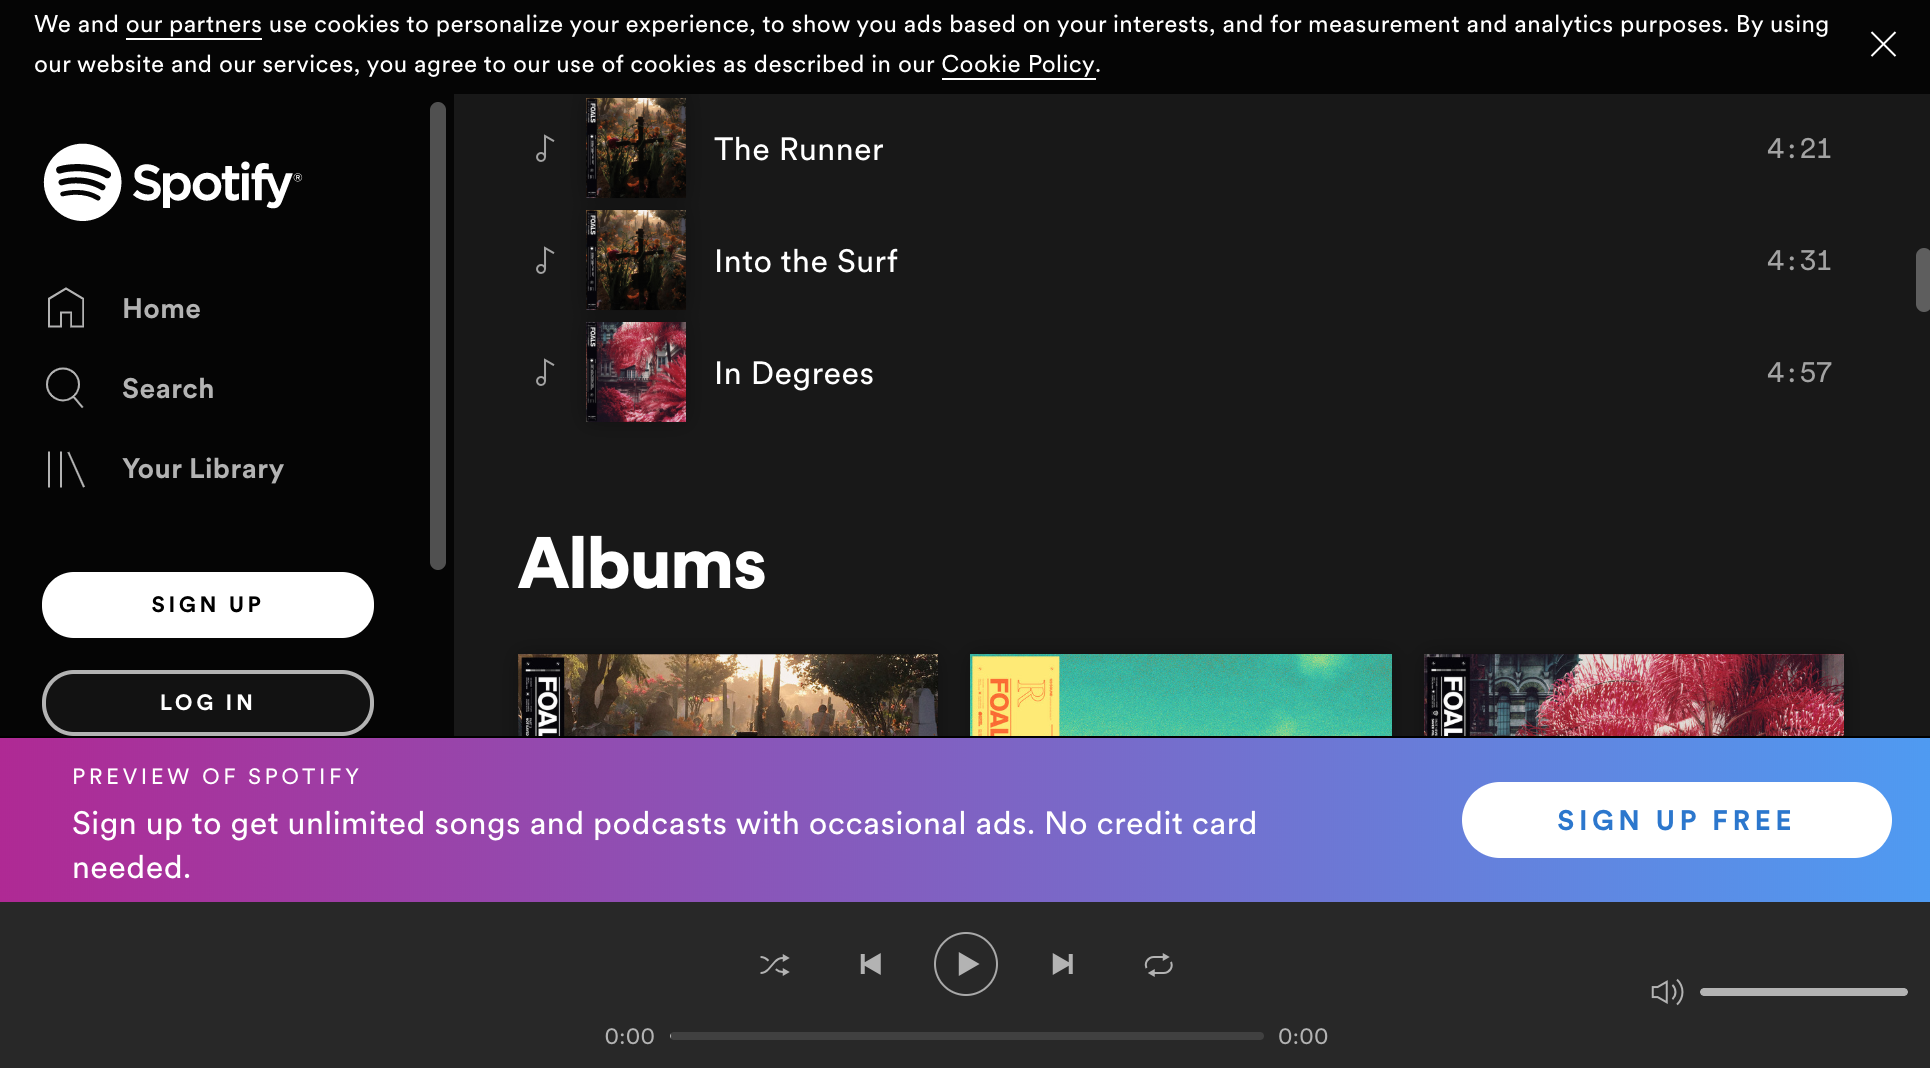 We and our partners use cookies to personalize your experience, to show you ads based on your interests, and for measurement and analytics purposes. By using
our website and our services, you agree to our use of cookies as described in our Cookie Policy.
Spotify®
Home
Search
Your Library
SIGN UP
LOG IN
FOALS
The Runner
4:21
FOALS
Into the Surf
4:31
FOALS
In Degrees
4:57
Albums
FOAL
R
FOAL
FOAL
PREVIEW OF SPOTIFY
Sign up to get unlimited songs and podcasts with occasional ads. No credit card
needed.
SIGN UP FREE
0:00
0:00